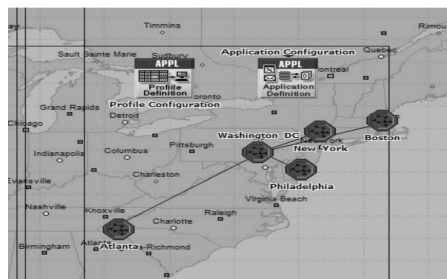 Timmins
Rimou
Sault Sainte Marie
Sudbury
Application Configuration
Quebec
APPL
Profile
Definition
APPL
Application
Definition
ontreal
oronto
Profile Configuration
Grand Rapids
Detroit
Chicago
Washington DC
New York
Boston
Indianapolis
Columbus
Pittsburgh
Philadelphia
Evansville
Charleston
Virginia Beach
Nashville
Knoxville
Raleigh
Charlotte
Birmingham
Atlanta
s-Richmond